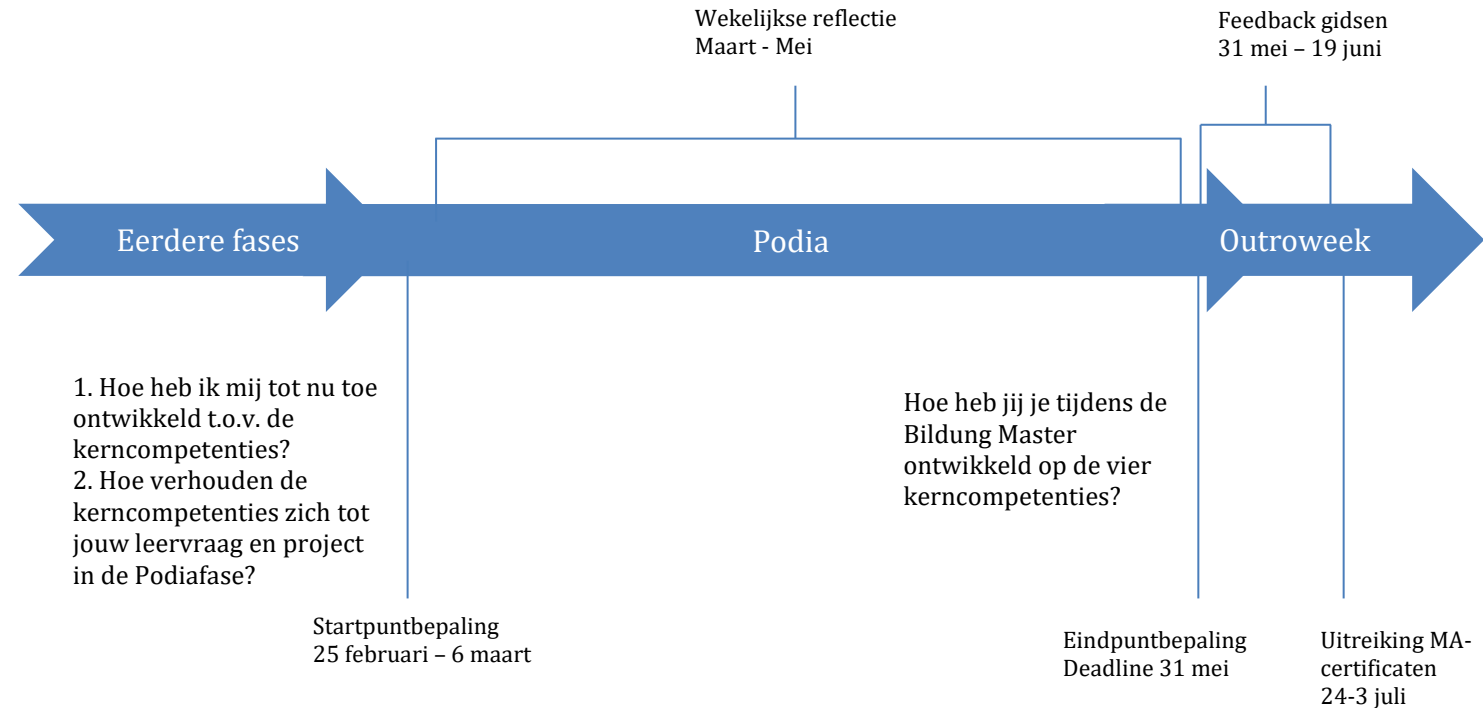 Wekelijkse reflectie
Maart - Mei
Feedback gidsen
31 mei – 19 juni
Eerdere fases
Podia
Outroweek
1. Hoe heb ik mij tot nu toe
ontwikkeld t.o.v. de
kerncompetenties?
2. Hoe verhouden de
kerncompetenties zich tot
jouw leervraag en project
in de Podiafase?
Hoe heb jij je tijdens de
Bildung Master
ontwikkeld op de vier
kerncompetenties?
Startpuntbepaling
25 februari – 6 maart
Eindpuntbepaling
Deadline 31 mei
Uitreiking MA-
certificaten
24-3 juli